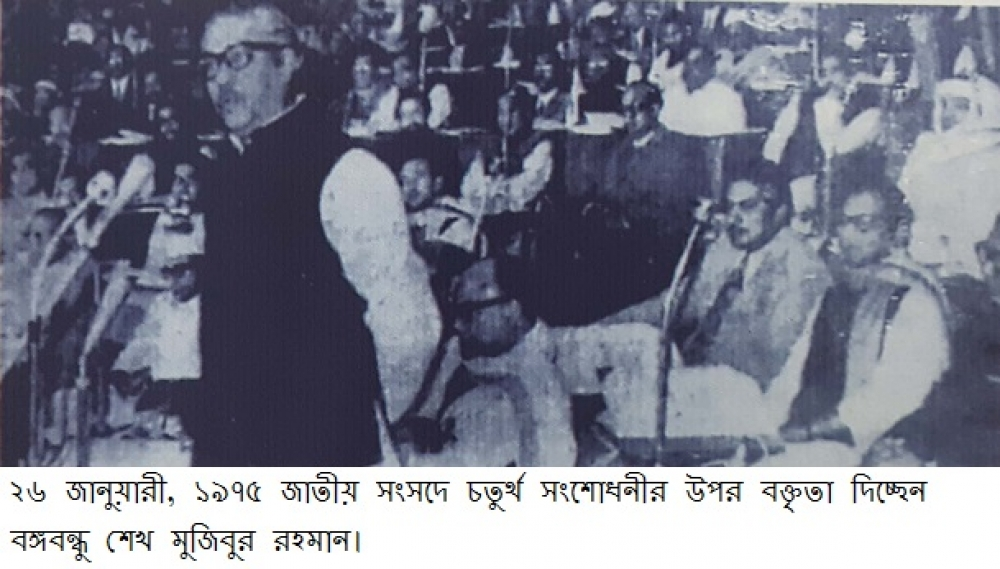 ২৬ জানুয়ারী, ১৯৭৫ জাতীয় সংসদে চতুর্থ সংশোধনীর উপর বক্তৃতা দিচ্ছেন
বঙ্গবন্ধু শেখ মুজিবুর রহমান।